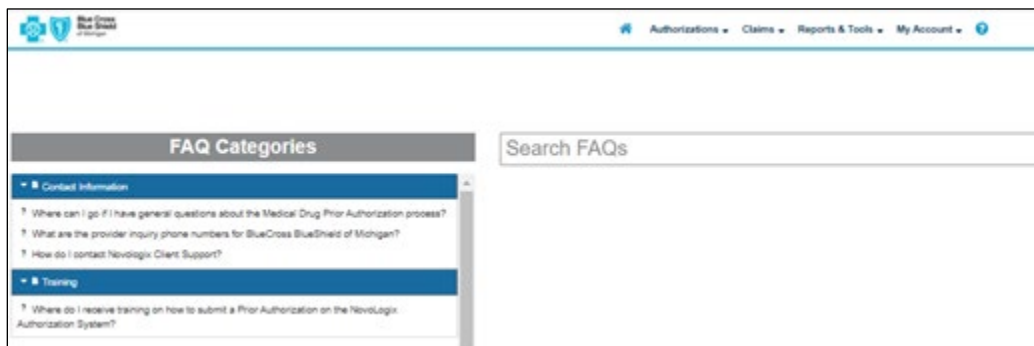 Blue Cross
Blue Shield
of Michigan
Authorizations Claims Reports & Tools My Account ?
FAQ Categories
Search FAQs
Contact Information
? Where can I go if I have general questions about the Medical Drug Prior Authorization process?
? What are the provider inquiry phone numbers for BlueCross BlueShield of Michigan?
? How do I contact Novologix Client Support?
Training
? Where do I receive training on how to submit a Prior Authorization on the NovoLogix
Authorization System?